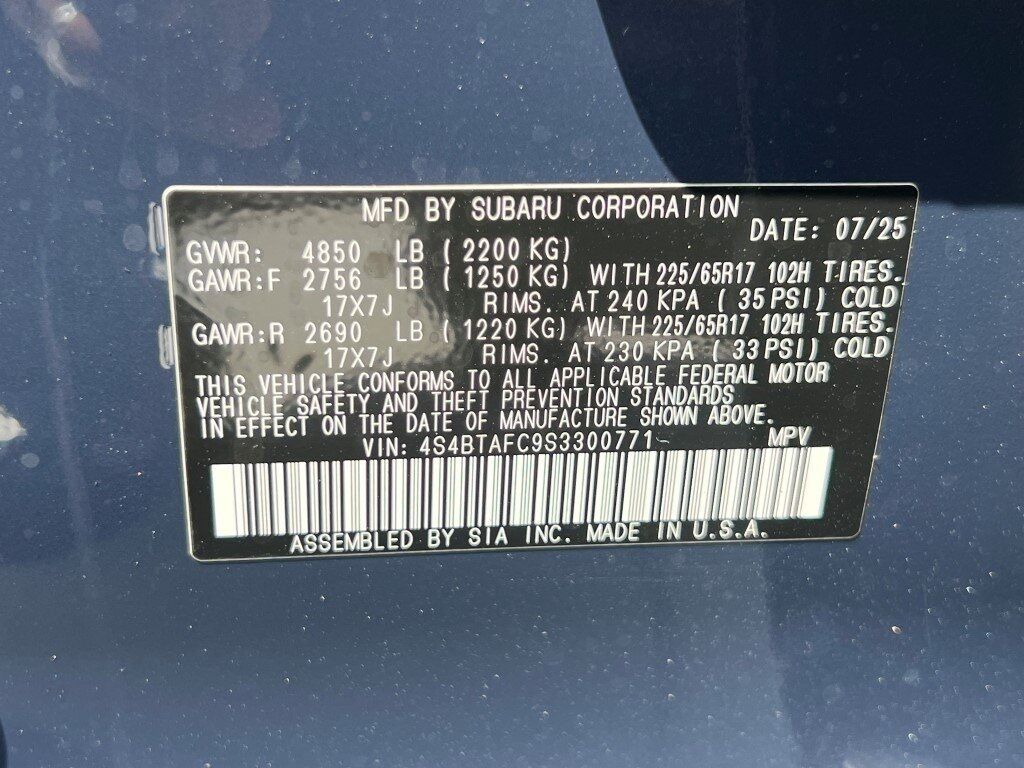 MFD BY SUBARU CORPORATION
DATE: 07/25
GVWR: 4850 LB ( 2200 KG)
GAWR:F 2756 LB ( 1250 KG) WITH 225/65R17 102H TIRES.
17X7J RIMS. AT 240 KPA ( 35 PSI) COLD
GAWR:R 2690 LB ( 1220 KG) WITH 225/65R17 102H TIRES.
17X7J RIMS. AT 230 KPA ( 33 PSI) COLD
THIS VEHICLE CONFORMS TO ALL APPLICABLE FEDERAL MOTOR
VEHICLE SAFETY AND THEFT PREVENTION STANDARDS
IN EFFECT ON THE DATE OF MANUFACTURE SHOWN ABOVE.
VIN: 4S4BTAFC9S3300771 MPV
ASSEMBLED BY SIA INC. MADE IN U.S.A.